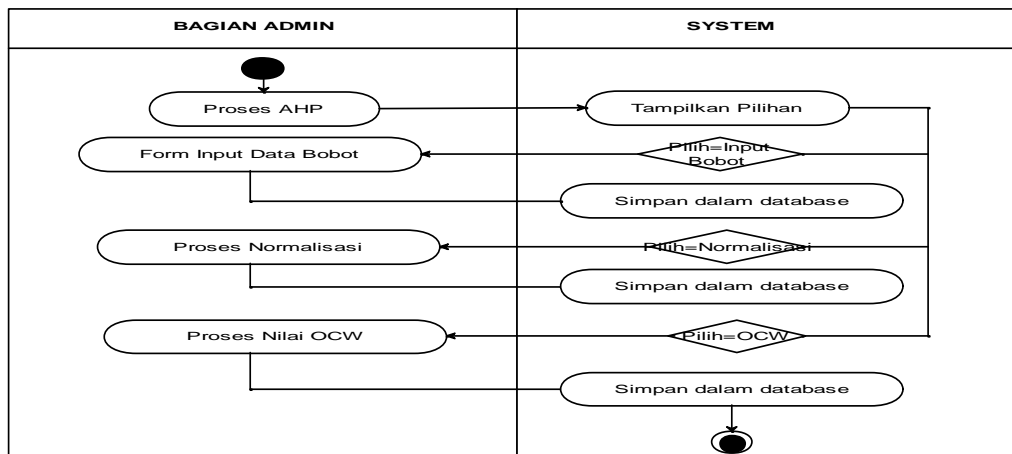 BAGIAN ADMIN
SYSTEM
Proses AHP
Tampilkan Pilihan
Form Input Data Bobot
Pilih=Input
Bobot
Simpan dalam database
Proses Normalisasi
Pilih=Normalisasi
Simpan dalam database
Proses Nilai OCW
Pilih=OCW
Simpan dalam database